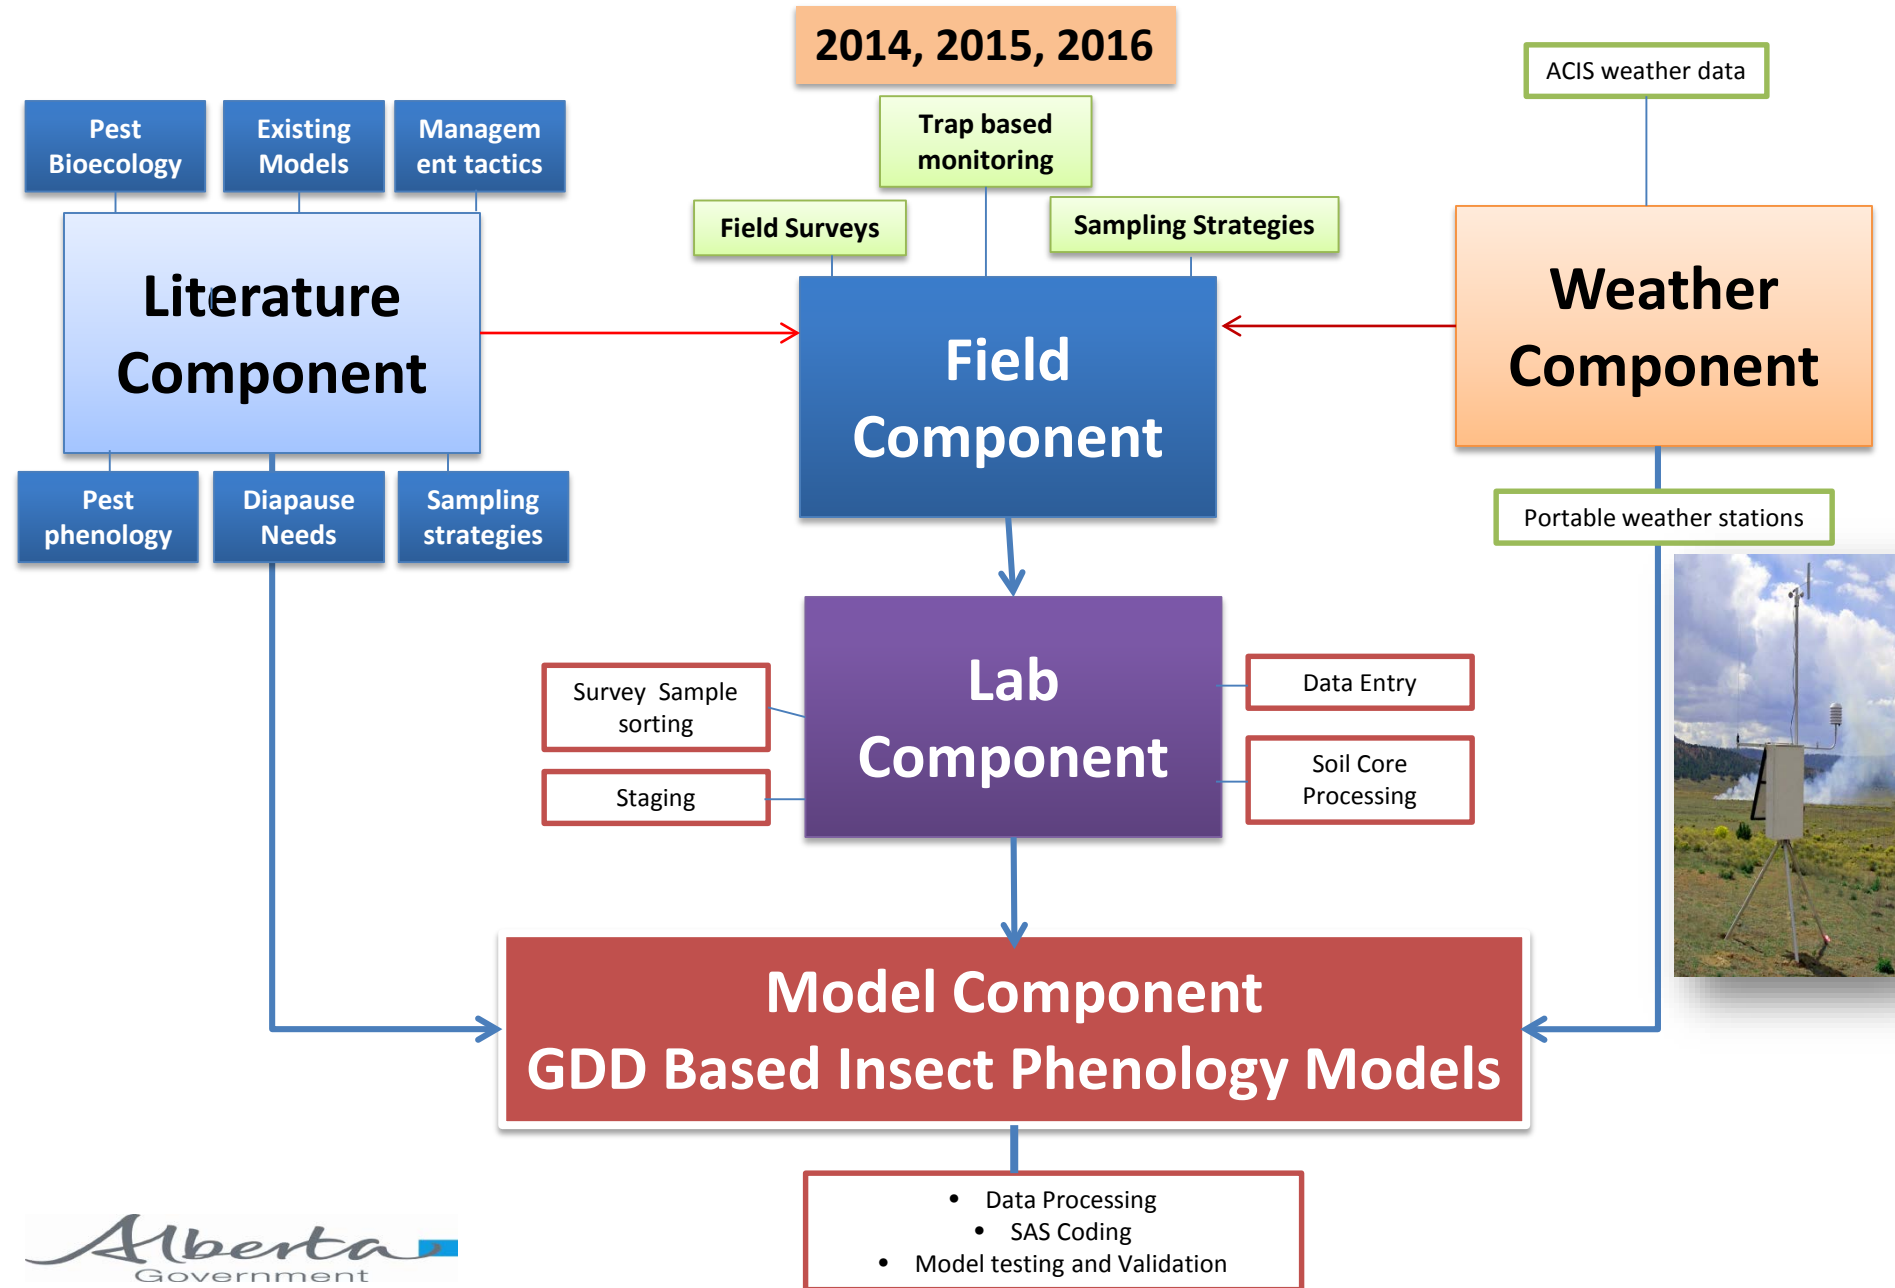 2014, 2015, 2016
ACIS weather data
Pest
Bioecology
Existing
Models
Managem
ent tactics
Trap based
monitoring
Field Surveys
Sampling Strategies
Literature
Component
Field
Component
Weather
Component
Pest
phenology
Diapause
Needs
Sampling
strategies
Portable weather stations
Lab
Component
Survey  Sample
sorting
Staging
Data Entry
Soil Core
Processing
Model Component
GDD Based Insect Phenology Models
• Data Processing
• SAS Coding
• Model testing and Validation
Alberta
Government